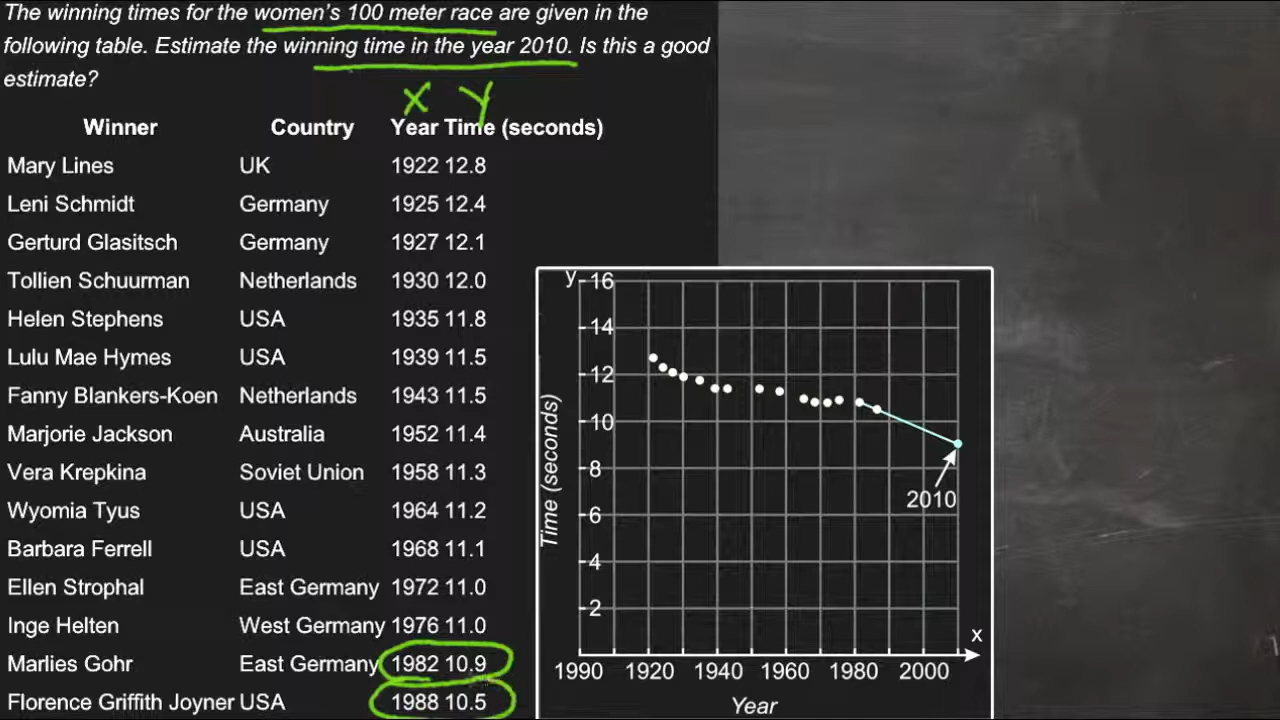 The winning times for the women's 100 meter race are given in the
following table. Estimate the winning time in the year 2010. Is this a good
estimate?
X Y
Winner Country Year Time (seconds)
Mary Lines UK 1922 12.8
Leni Schmidt Germany 1925 12.4
Gerturd Glasitsch Germany 1927 12.1
Tollien Schuurman Netherlands 1930 12.0
Helen Stephens USA 1935 11.8
Lulu Mae Hymes USA 1939 11.5
Fanny Blankers-Koen Netherlands 1943 11.5
Marjorie Jackson Australia 1952 11.4
Vera Krepkina Soviet Union 1958 11.3
Wyomia Tyus USA 1964 11.2
Barbara Ferrell USA 1968 11.1
Ellen Strophal East Germany 1972 11.0
Inge Helten West Germany 1976 11.0
Marlies Gohr East Germany 1982 10.9
Florence Griffith Joyner USA 1988 10.5
y 16
14
12
10
8
6
4
2
Time (seconds)
2010
x
1990 1920 1940 1960 1980 2000
Year